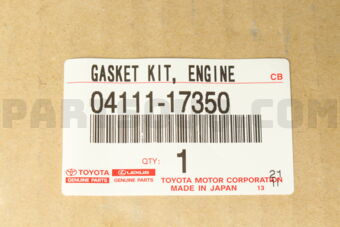 GASKET KIT, ENGINE
CB
04111-17350
QTY: 1
TOYOTA LEXUS TOYOTA MOTOR CORPORATION
GENUINE PARTS GENUINE PARTS MADE IN JAPAN 13
21